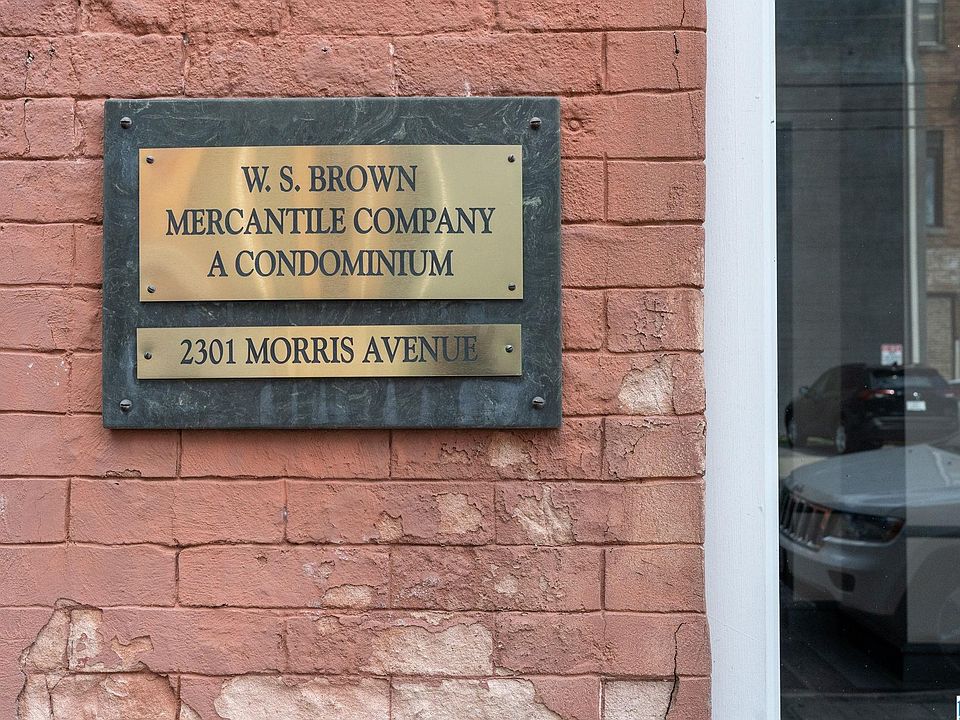 W. S. BROWN
MERCANTILE COMPANY
A CONDOMINIUM
2301 MORRIS AVENUE